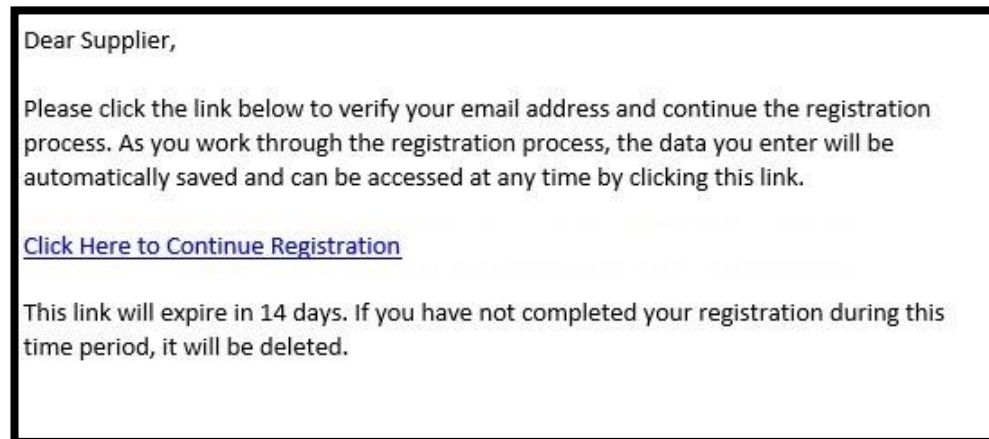 Dear Supplier,
Please click the link below to verify your email address and continue the registration
process. As you work through the registration process, the data you enter will be
automatically saved and can be accessed at any time by clicking this link.
Click Here to Continue Registration
This link will expire in 14 days. If you have not completed your registration during this
time period, it will be deleted.